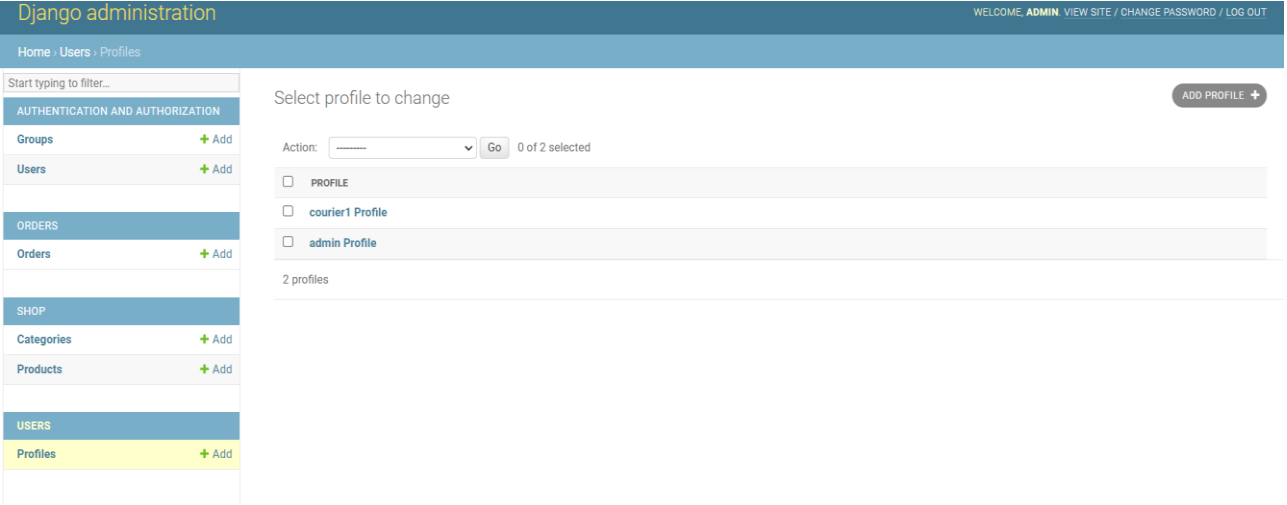 Django administration
WELCOME, ADMIN. VIEW SITE / CHANGE PASSWORD / LOG OUT
Home › Users › Profiles
Start typing to filter...
AUTHENTICATION AND AUTHORIZATION
Groups + Add
Users + Add
ORDERS
Orders + Add
SHOP
Categories + Add
Products + Add
USERS
Profiles + Add
Select profile to change
ADD PROFILE +
Action: --------- Go 0 of 2 selected
PROFILE
courier1 Profile
admin Profile
2 profiles